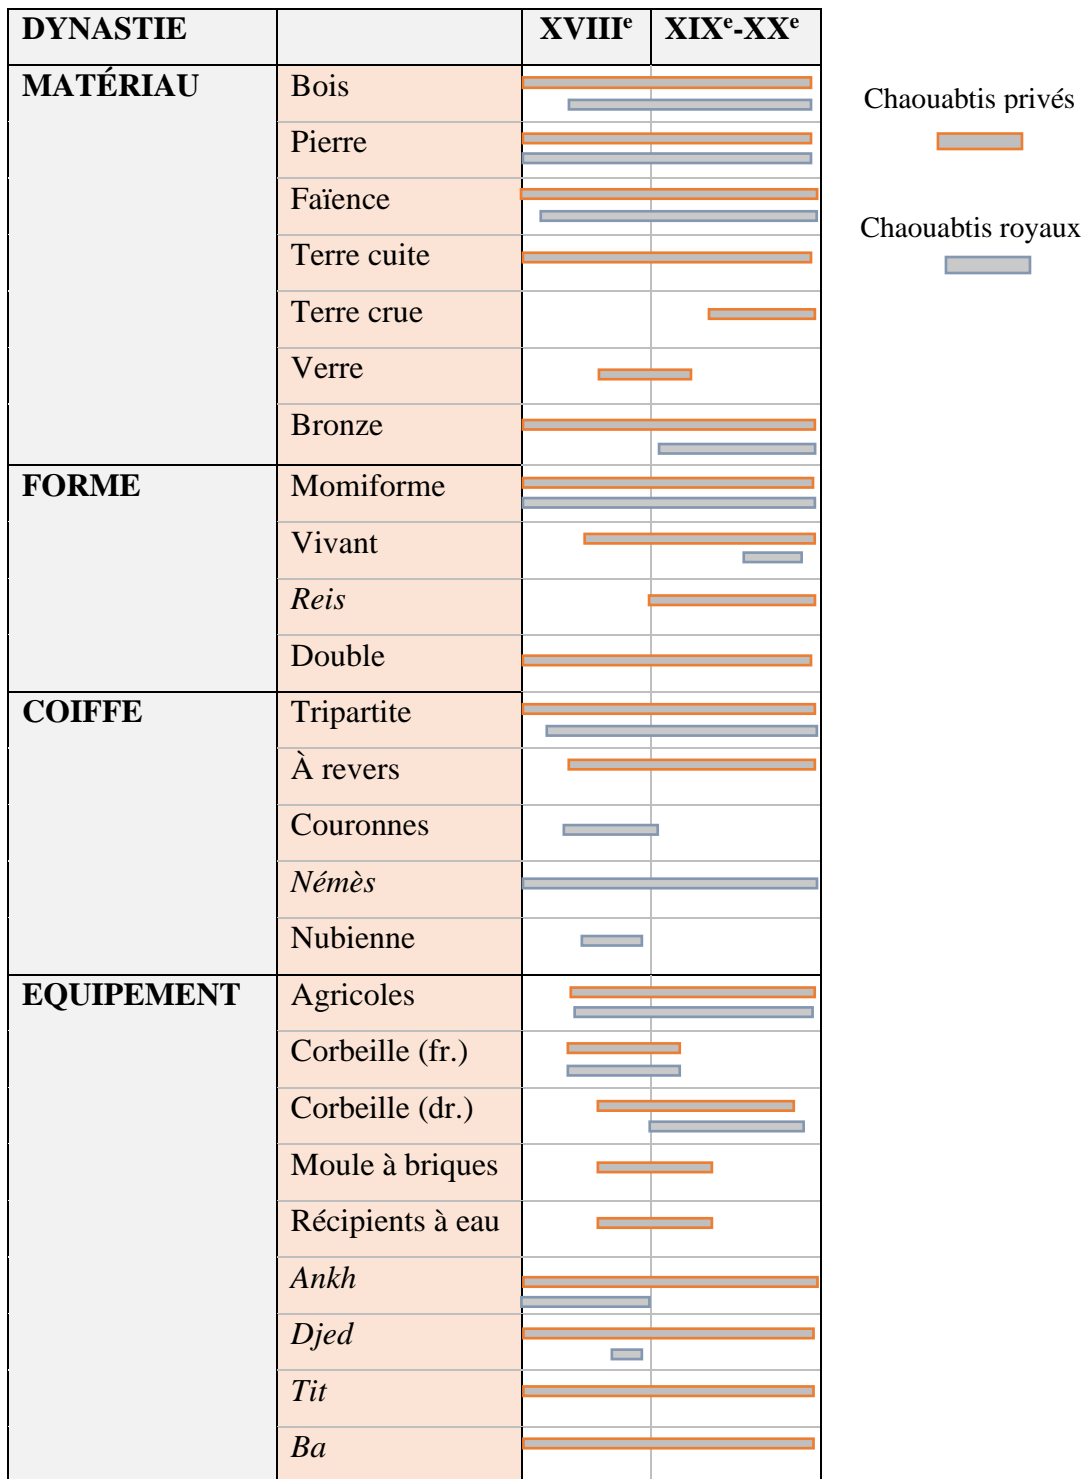 DYNASTIE XVIIIᵉ XIXᵉ-XXᵉ
MATÉRIAU Bois
Pierre
Faïence
Terre cuite
Terre crue
Verre
Bronze
FORME Momiforme
Vivant
Reis
Double
COIFFE Tripartite
À revers
Couronnes
Némès
Nubienne
EQUIPEMENT Agricoles
Corbeille (fr.)
Corbeille (dr.)
Moule à briques
Récipients à eau
Ankh
Djed
Tit
Ba
Chaouabtis privés
Chaouabtis royaux